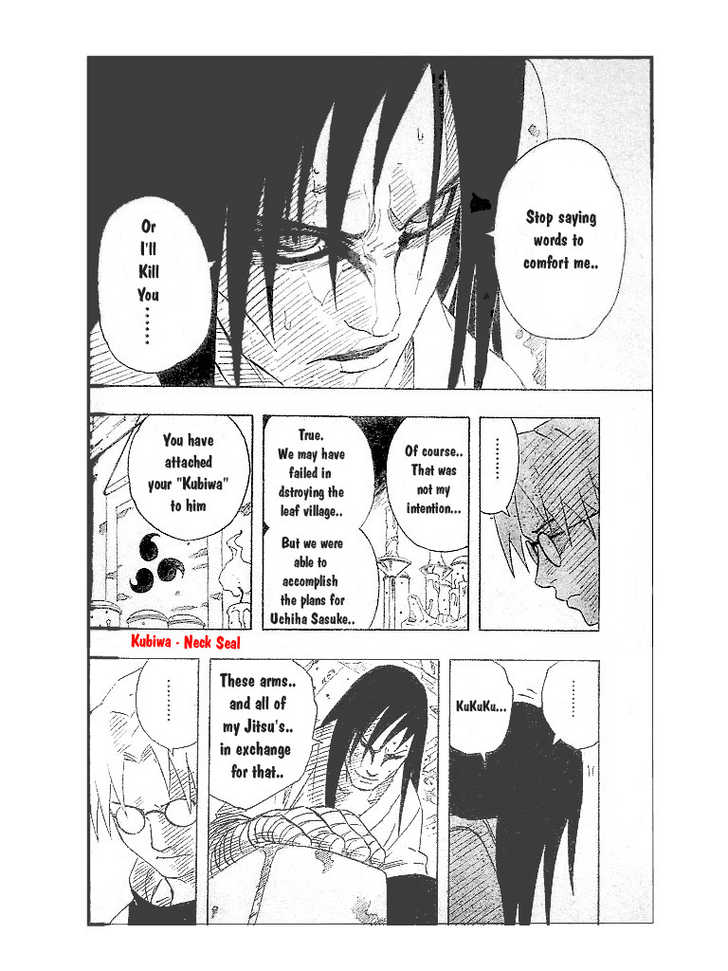 Stop saying
words to
comfort me..
Or
I'll
Kill
You
........
........
Of course..
That was
not my
intention...
True.
We may have
failed in
dstroying the
leaf village..
But we were
able to
accomplish
the plans for
Uchiha Sasuke..
You have
attached
your "Kubiwa"
to him
Kubiwa - Neck Seal
........
KuKuKu...
These arms..
and all of
my Jitsu's..
in exchange
for that..
........